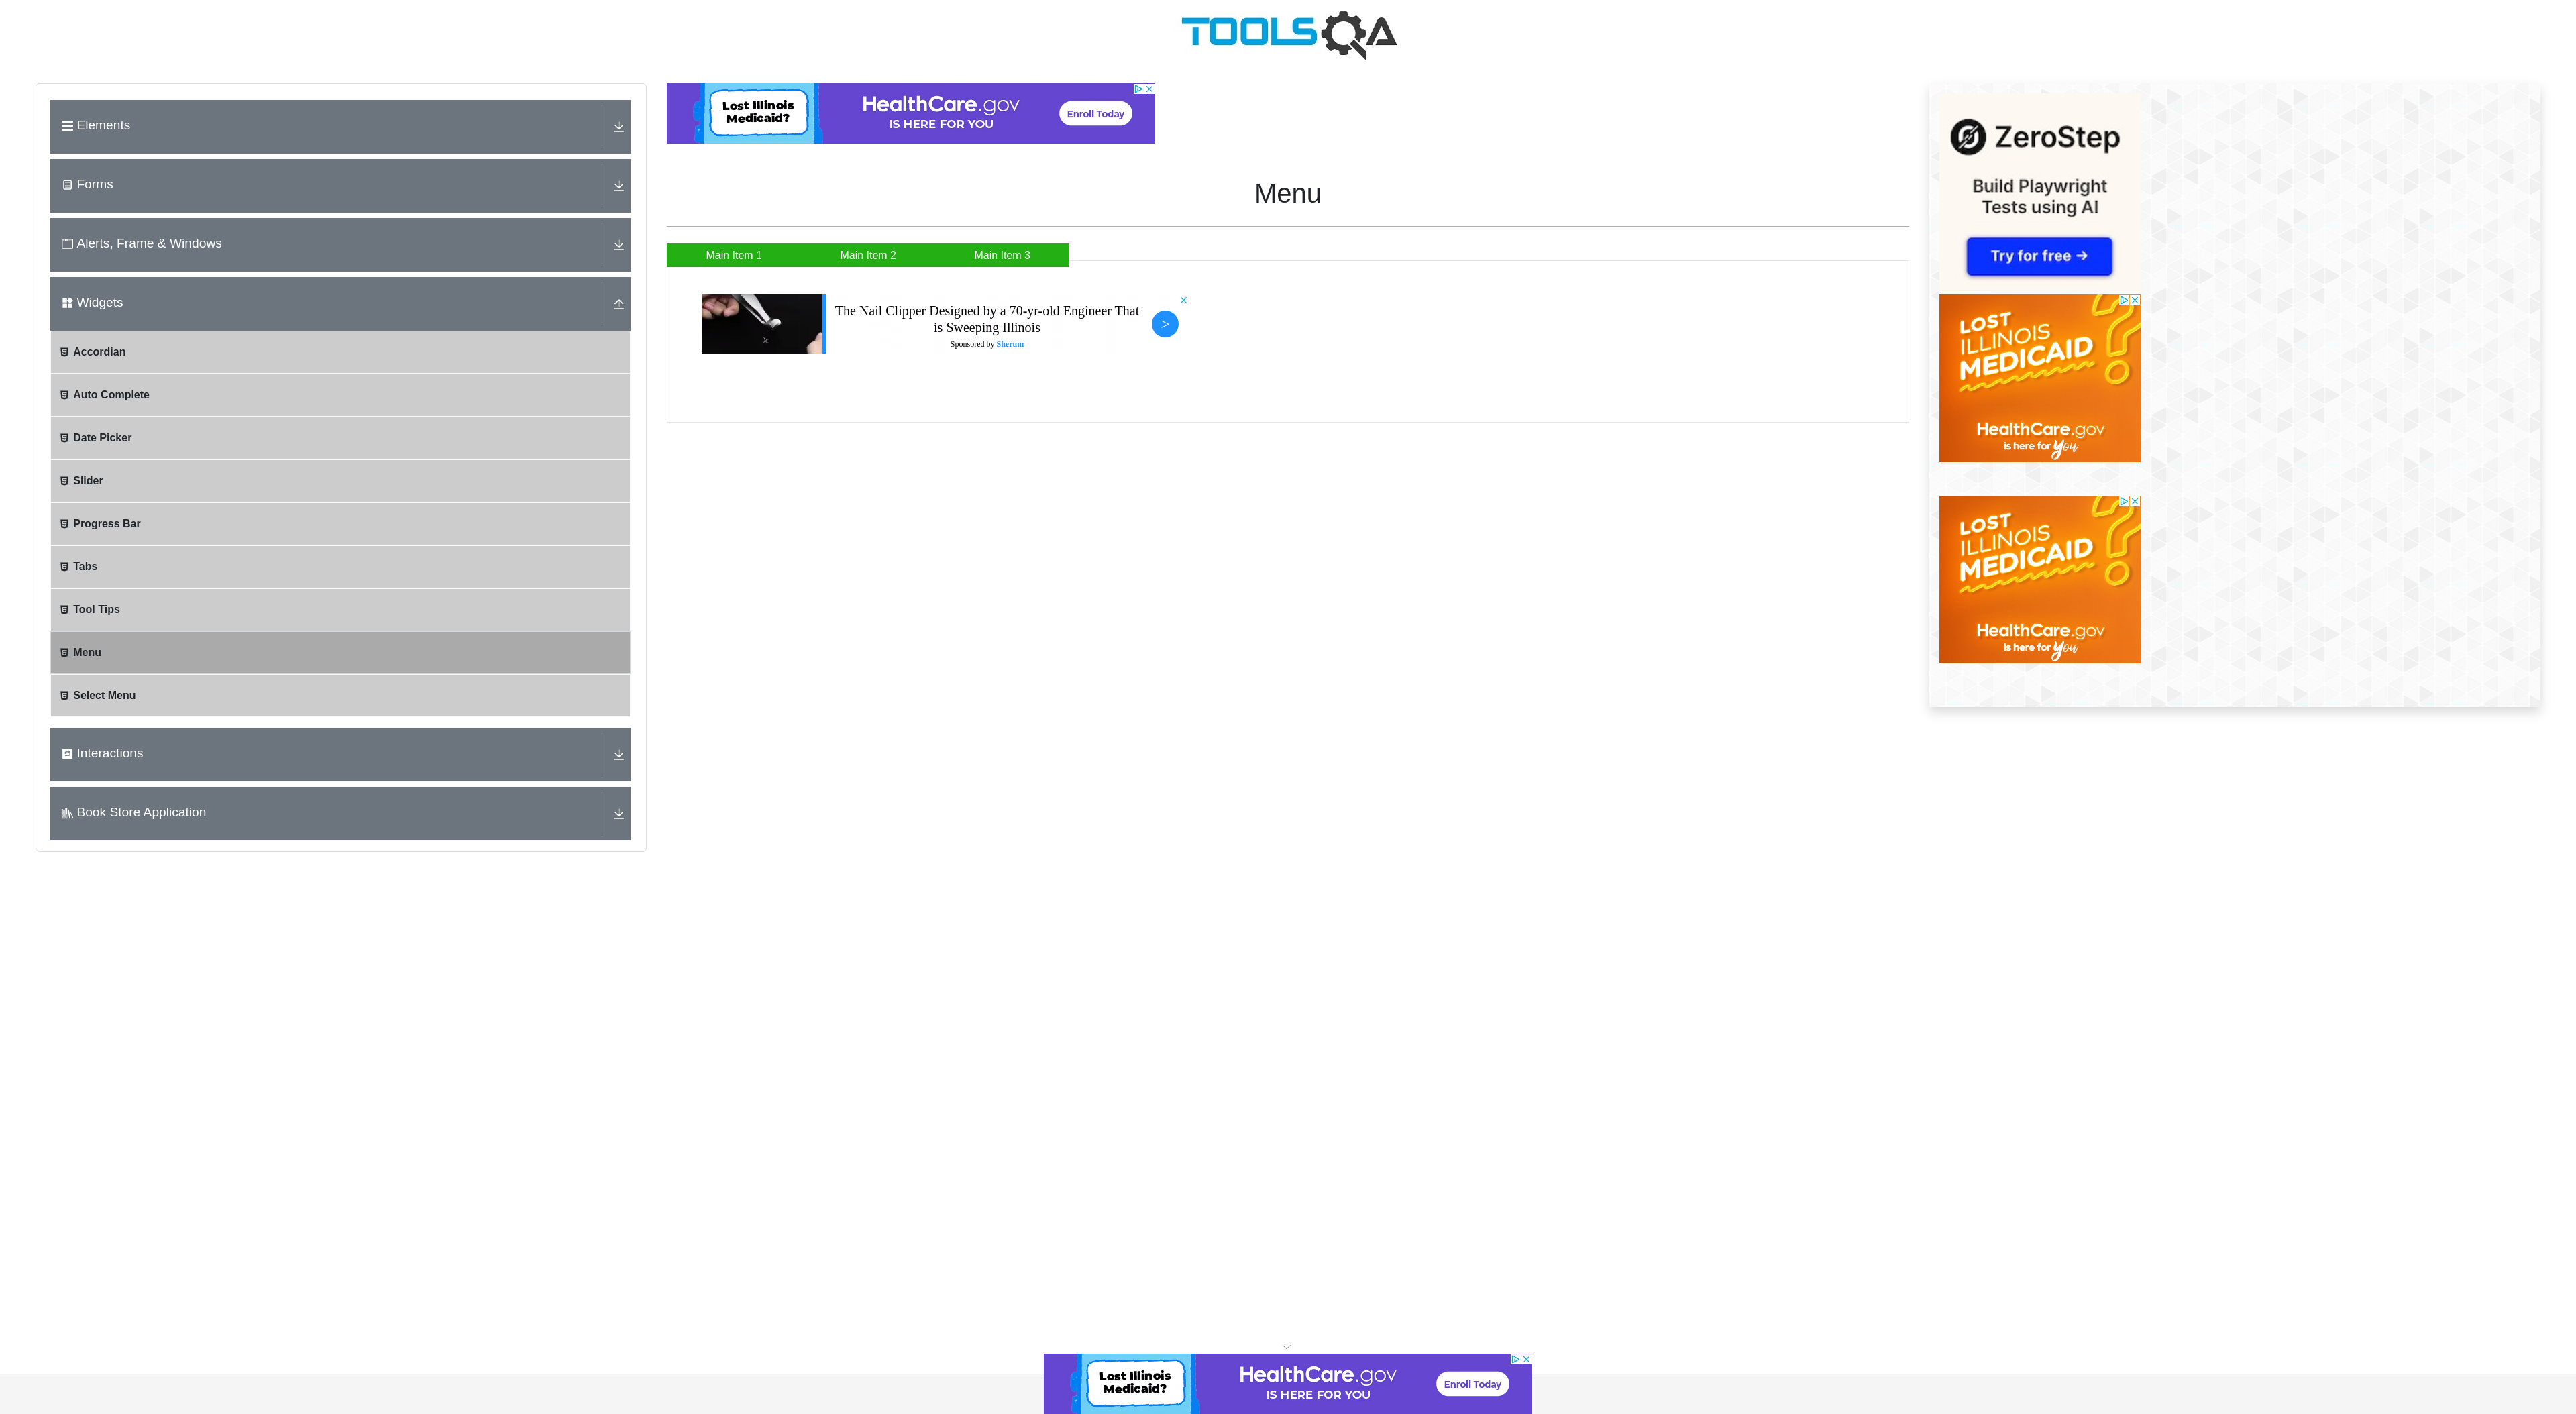 TOOLSQA
Elements
Forms
Alerts, Frame & Windows
Widgets
Accordian
Auto Complete
Date Picker
Slider
Progress Bar
Tabs
Tool Tips
Menu
Select Menu
Interactions
Book Store Application
Lost Illinois
Medicaid?
HealthCare.gov
IS HERE FOR YOU
Enroll Today
Menu
Main Item 1
Main Item 2
Main Item 3
The Nail Clipper Designed by a 70-yr-old Engineer That
is Sweeping Illinois
Sponsored by Sherum
>
ZeroStep
Build Playwright
Tests using AI
Try for free →
LOST
ILLINOIS
MEDICAID?
HealthCare.gov
is here for you
LOST
ILLINOIS
MEDICAID?
HealthCare.gov
is here for you
Lost Illinois
Medicaid?
HealthCare.gov
IS HERE FOR YOU
Enroll Today